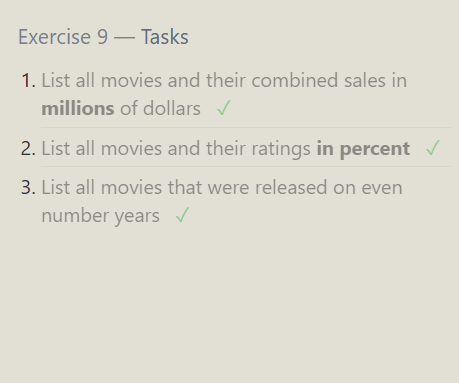 Exercise 9 — Tasks
1. List all movies and their combined sales in
millions of dollars ✓
2. List all movies and their ratings in percent ✓
3. List all movies that were released on even
number years ✓